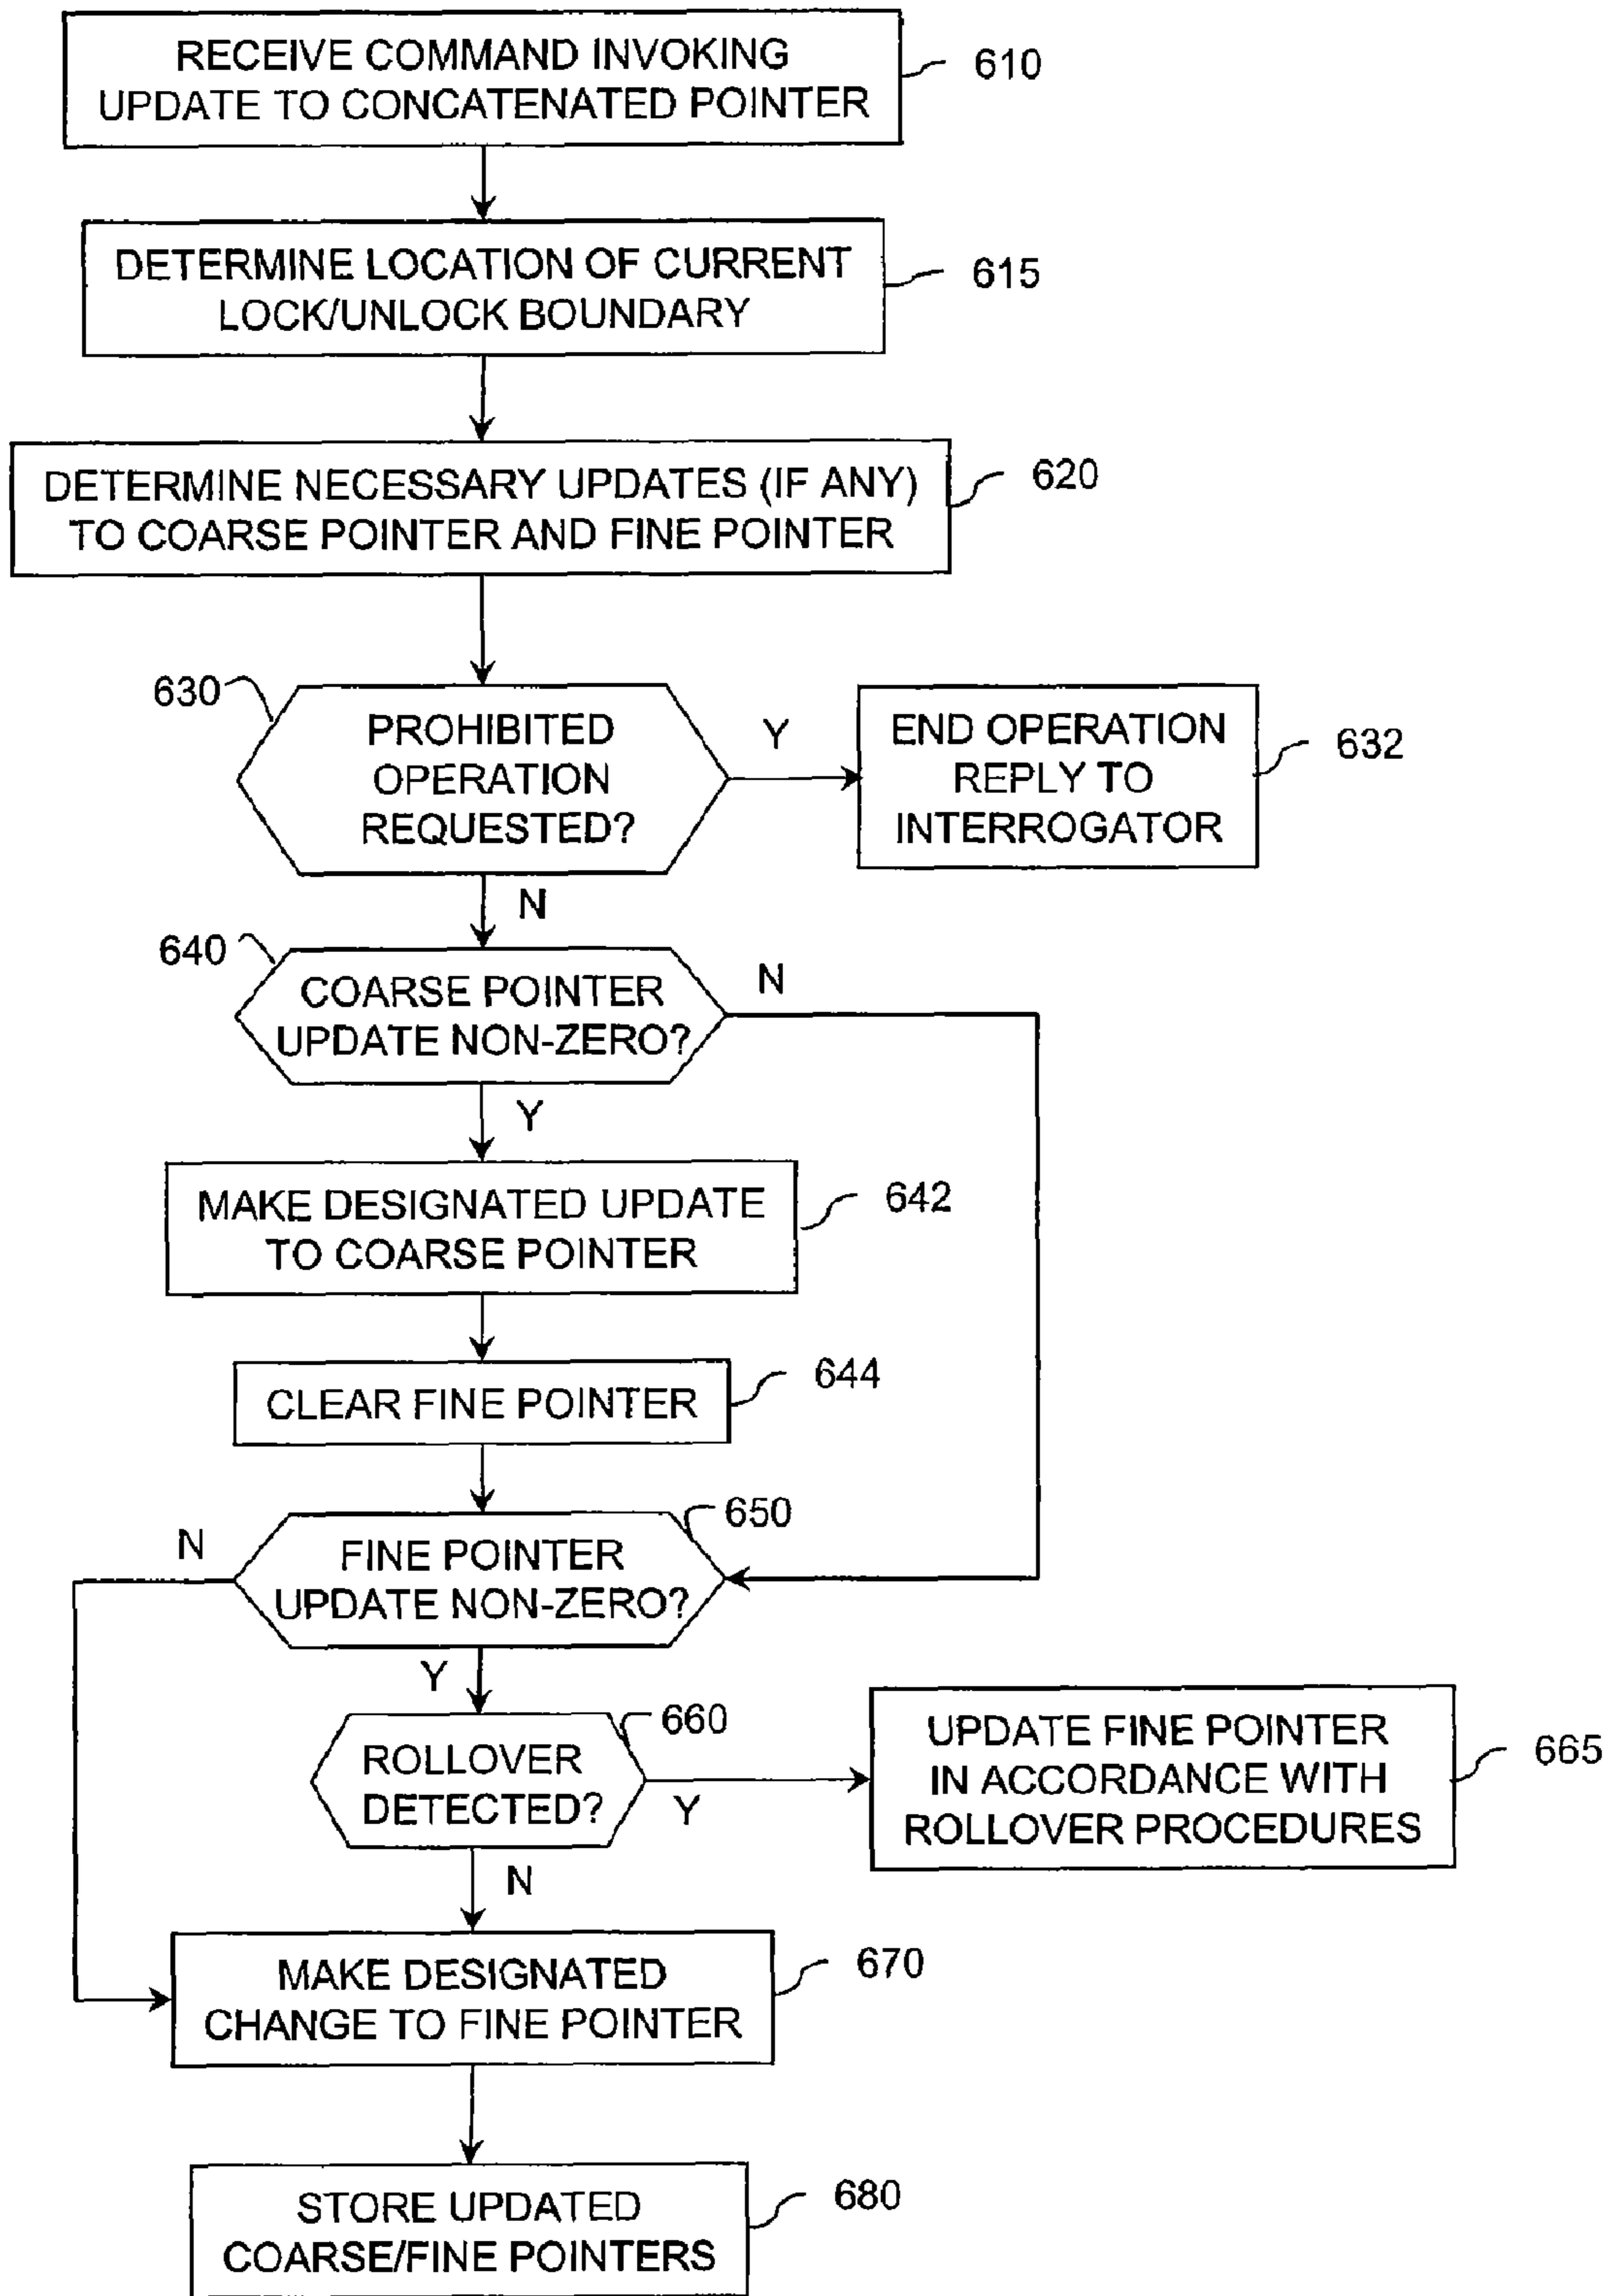 RECEIVE COMMAND INVOKING
UPDATE TO CONCATENATED POINTER
610
DETERMINE LOCATION OF CURRENT
LOCK/UNLOCK BOUNDARY
615
DETERMINE NECESSARY UPDATES (IF ANY)
TO COARSE POINTER AND FINE POINTER
620
630
PROHIBITED
OPERATION
REQUESTED?
Y
END OPERATION
REPLY TO
INTERROGATOR
632
N
640
COARSE POINTER
UPDATE NON-ZERO?
N
Y
MAKE DESIGNATED UPDATE
TO COARSE POINTER
642
CLEAR FINE POINTER
644
650
N
FINE POINTER
UPDATE NON-ZERO?
Y
660
ROLLOVER
DETECTED?
Y
UPDATE FINE POINTER
IN ACCORDANCE WITH
ROLLOVER PROCEDURES
665
N
MAKE DESIGNATED
CHANGE TO FINE POINTER
670
STORE UPDATED
COARSE/FINE POINTERS
680